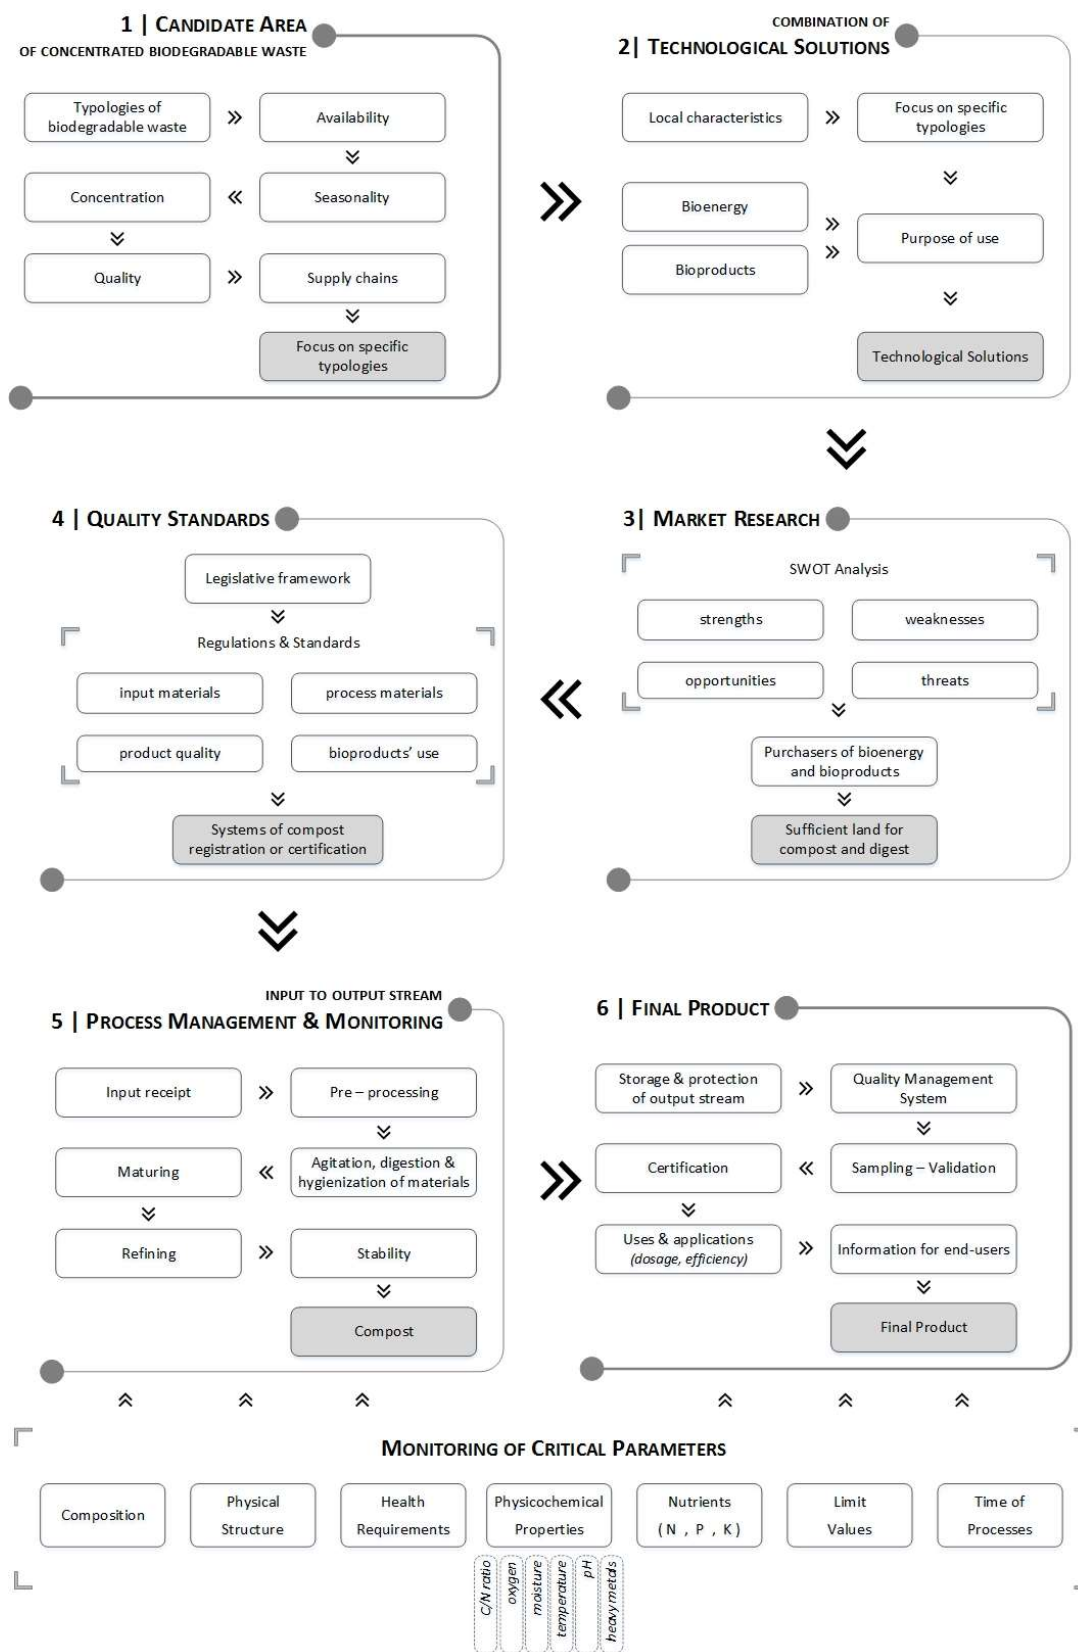 1 | CANDIDATE AREA
OF CONCENTRATED BIODEGRADABLE WASTE
Typologies of
biodegradable waste
Availability
Concentration
Seasonality
Quality
Supply chains
Focus on specific
typologies
COMBINATION OF
2| TECHNOLOGICAL SOLUTIONS
Local characteristics
Focus on specific
typologies
Bioenergy
Purpose of use
Bioproducts
Technological Solutions
4 | QUALITY STANDARDS
Legislative framework
Regulations & Standards
input materials
process materials
product quality
bioproducts' use
Systems of compost
registration or certification
3| MARKET RESEARCH
SWOT Analysis
strengths
weaknesses
opportunities
threats
Purchasers of bioenergy
and bioproducts
Sufficient land for
compost and digest
INPUT TO OUTPUT STREAM
5 | PROCESS MANAGEMENT & MONITORING
Input receipt
Pre – processing
Maturing
Agitation, digestion &
hygienization of materials
Refining
Stability
Compost
6 | FINAL PRODUCT
Storage & protection
of output stream
Quality Management
System
Certification
Sampling – Validation
Uses & applications
(dosage, efficiency)
Information for end-users
Final Product
MONITORING OF CRITICAL PARAMETERS
Composition
Physical
Structure
Health
Requirements
Physicochemical
Properties
Nutrients
( N , P , K )
Limit
Values
Time of
Processes
C/N ratio
oxygen
moisture
temperature
pH
heavy metals